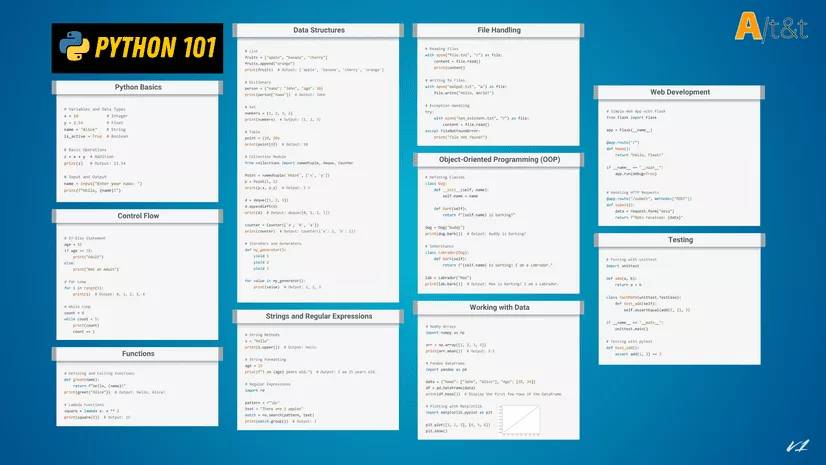 PYTHON 101
A/t&t
Python Basics
# Variables and Data Types
x = 10 # Integer
y = 3.14 # Float
name = "Alice" # String
is_active = True # Boolean
# Basic Operations
z = x + y # Addition
print(z) # Output: 13.14
# Input and Output
name = input("Enter your name: ")
print(f"Hello, {name}!")
Control Flow
# If-Else Statement
age = 18
if age >= 18:
print("Adult")
else:
print("Not an adult")
# For Loop
for i in range(5):
print(i) # Output: 0, 1, 2, 3, 4
# While Loop
count = 0
while count < 5:
print(count)
count += 1
Functions
# Defining and Calling Functions
def greet(name):
return f"Hello, {name}!"
print(greet("Alice")) # Output: Hello, Alice!
# Lambda Functions
square = lambda x: x ** 2
print(square(5)) # Output: 25
Data Structures
# List
fruits = ["apple", "banana", "cherry"]
fruits.append("orange")
print(fruits) # Output: ['apple', 'banana', 'cherry', 'orange']
# Dictionary
person = {"name": "John", "age": 30}
print(person["name"]) # Output: John
# Set
numbers = {1, 2, 3, 2}
print(numbers) # Output: {1, 2, 3}
# Tuple
point = (10, 20)
print(point[0]) # Output: 10
# Collections Module
from collections import namedtuple, deque, Counter
Point = namedtuple('Point', ['x', 'y'])
p = Point(1, 2)
print(p.x, p.y) # Output: 1 2
d = deque([1, 2, 3])
d.appendleft(0)
print(d) # Output: deque([0, 1, 2, 3])
counter = Counter(['a', 'b', 'a'])
print(counter) # Output: Counter({'a': 2, 'b': 1})
# Iterators and Generators
def my_generator():
yield 1
yield 2
yield 3
for value in my_generator():
print(value) # Output: 1, 2, 3
Strings and Regular Expressions
# String Methods
s = "hello"
print(s.upper()) # Output: HELLO
# String Formatting
age = 25
print(f"I am {age} years old.") # Output: I am 25 years old.
# Regular Expressions
import re
pattern = r"\d+"
text = "There are 3 apples"
match = re.search(pattern, text)
print(match.group()) # Output: 3
File Handling
# Reading Files
with open("file.txt", "r") as file:
content = file.read()
print(content)
# Writing to Files
with open("output.txt", "w") as file:
file.write("Hello, World!")
# Exception Handling
try:
with open("non_existent.txt", "r") as file:
content = file.read()
except FileNotFoundError:
print("File not found!")
Object-Oriented Programming (OOP)
# Defining Classes
class Dog:
def __init__(self, name):
self.name = name
def bark(self):
return f"{self.name} is barking!"
dog = Dog("Buddy")
print(dog.bark()) # Output: Buddy is barking!
# Inheritance
class Labrador(Dog):
def bark(self):
return f"{self.name} is barking! I am a Labrador."
lab = Labrador("Max")
print(lab.bark()) # Output: Max is barking! I am a Labrador.
Working with Data
# NumPy Arrays
import numpy as np
arr = np.array([1, 2, 3, 4])
print(arr.mean()) # Output: 2.5
# Pandas DataFrame
import pandas as pd
data = {"Name": ["John", "Alice"], "Age": [28, 24]}
df = pd.DataFrame(data)
print(df.head()) # Display the first few rows of the DataFrame
# Plotting with Matplotlib
import matplotlib.pyplot as plt
plt.plot([1, 2, 3], [4, 5, 6])
plt.show()
Web Development
# Simple Web App with Flask
from flask import Flask
app = Flask(__name__)
@app.route("/")
def home():
return "Hello, Flask!"
if __name__ == "__main__":
app.run(debug=True)
# Handling HTTP Requests
@app.route("/submit", methods=["POST"])
def submit():
data = request.form["data"]
return f"Data received: {data}"
Testing
# Testing with unittest
import unittest
def add(a, b):
return a + b
class TestMath(unittest.TestCase):
def test_add(self):
self.assertEqual(add(1, 2), 3)
if __name__ == "__main__":
unittest.main()
# Testing with pytest
def test_add():
assert add(1, 2) == 3
V.1